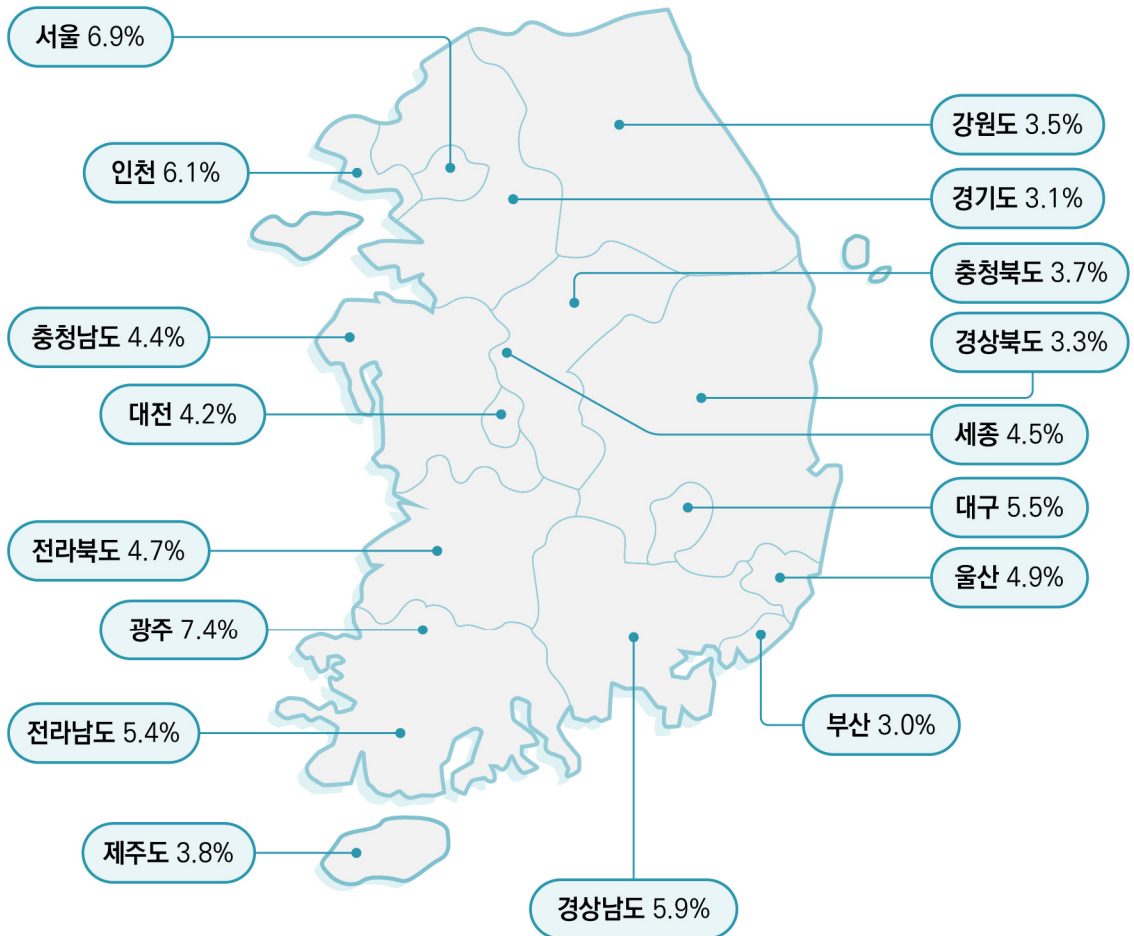 서울 6.9%
강원도 3.5%
인천 6.1%
경기도 3.1%
충청북도 3.7%
충청남도 4.4%
경상북도 3.3%
대전 4.2%
세종 4.5%
대구 5.5%
전라북도 4.7%
울산 4.9%
광주 7.4%
전라남도 5.4%
부산 3.0%
제주도 3.8%
경상남도 5.9%